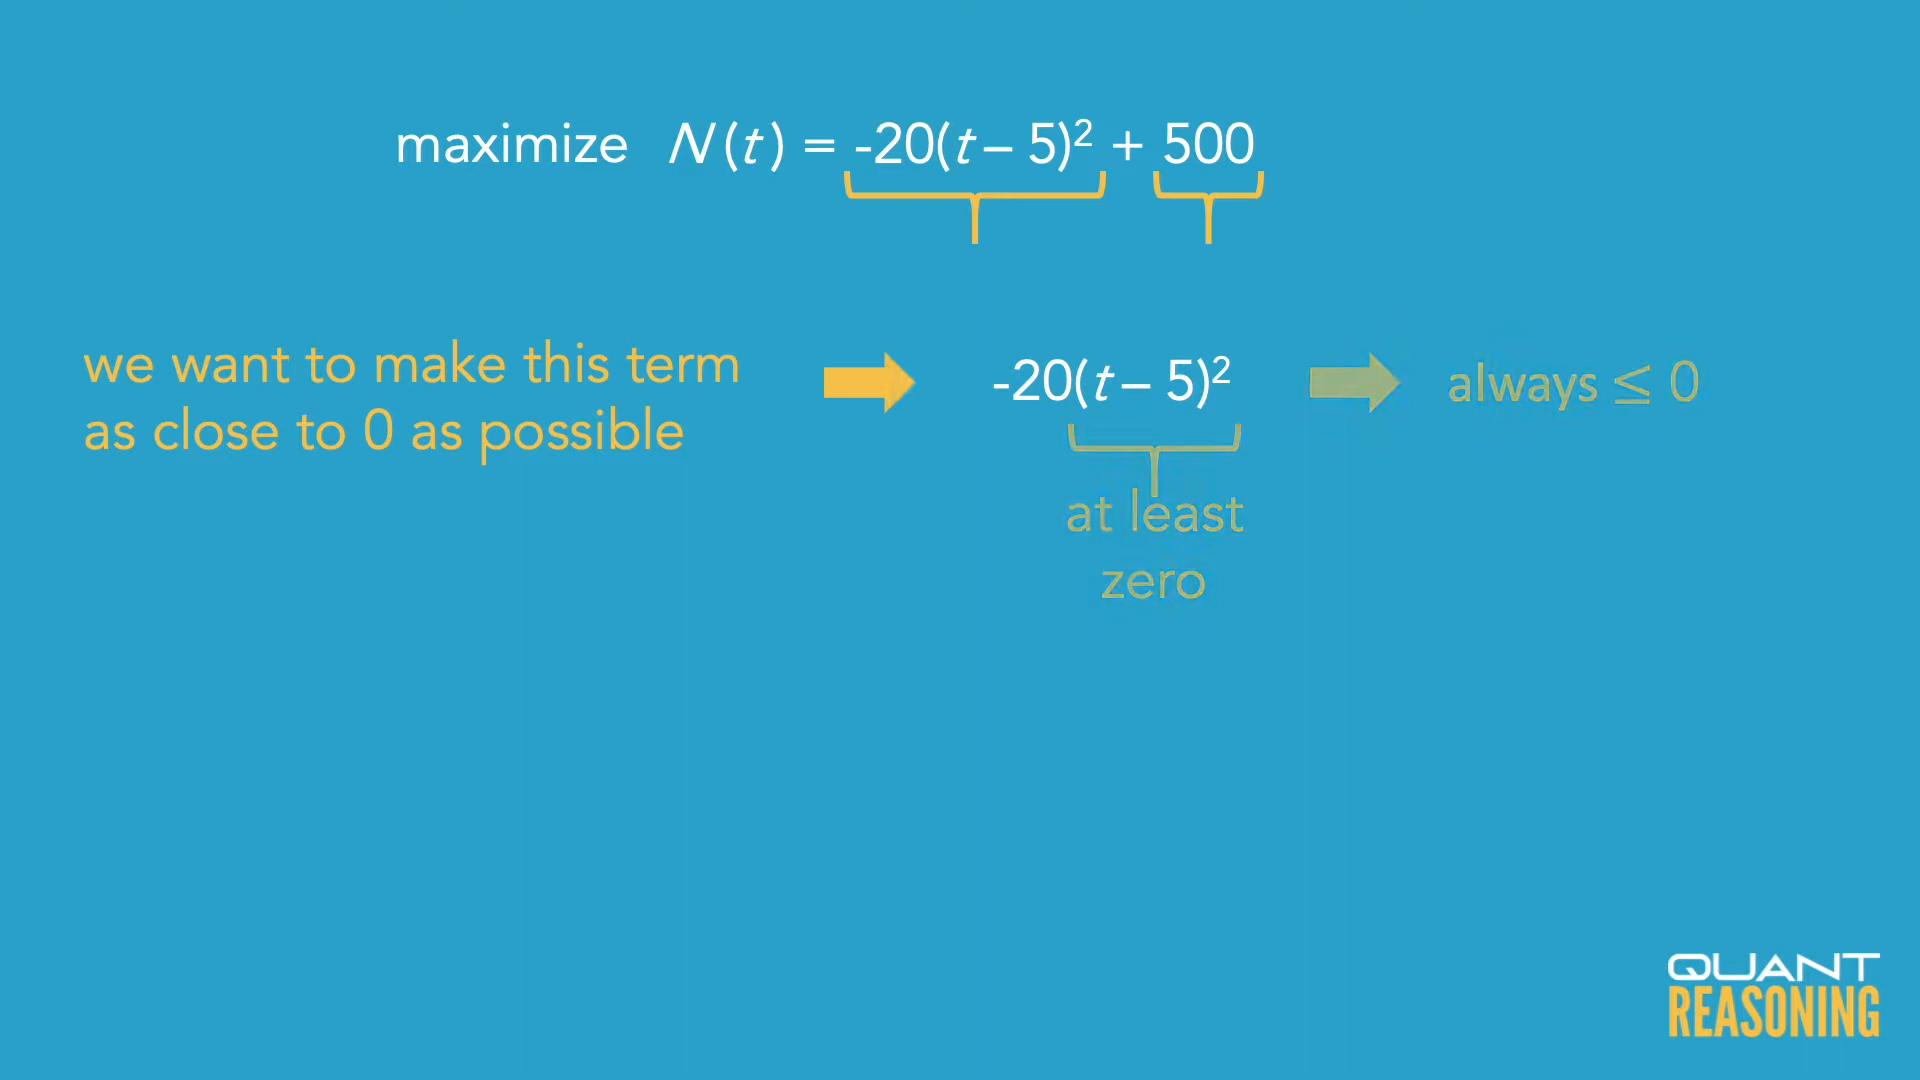 maximize N(t) = -20(t – 5)² + 500
we want to make this term
as close to 0 as possible
-20(t – 5)²
always ≤ 0
at least
zero
QUANT
REASONING